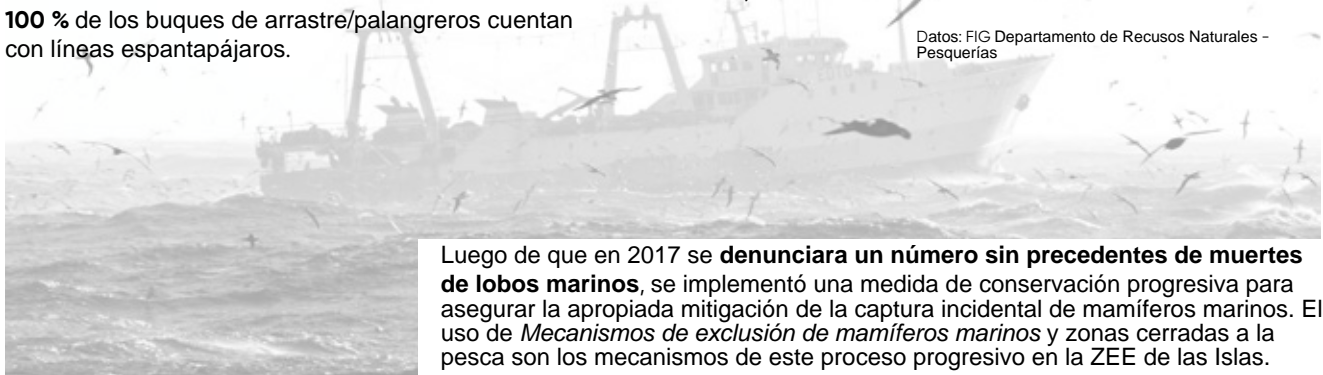 100 % de los buques de arrastre/palangreros cuentan
con líneas espantapájaros.
Datos: FIG Departamento de Recusos Naturales -
Pesquerías
Luego de que en 2017 se denunciara un número sin precedentes de muertes
de lobos marinos, se implementó una medida de conservación progresiva para
asegurar la apropiada mitigación de la captura incidental de mamíferos marinos. El
uso de Mecanismos de exclusión de mamíferos marinos y zonas cerradas a la
pesca son los mecanismos de este proceso progresivo en la ZEE de las Islas.